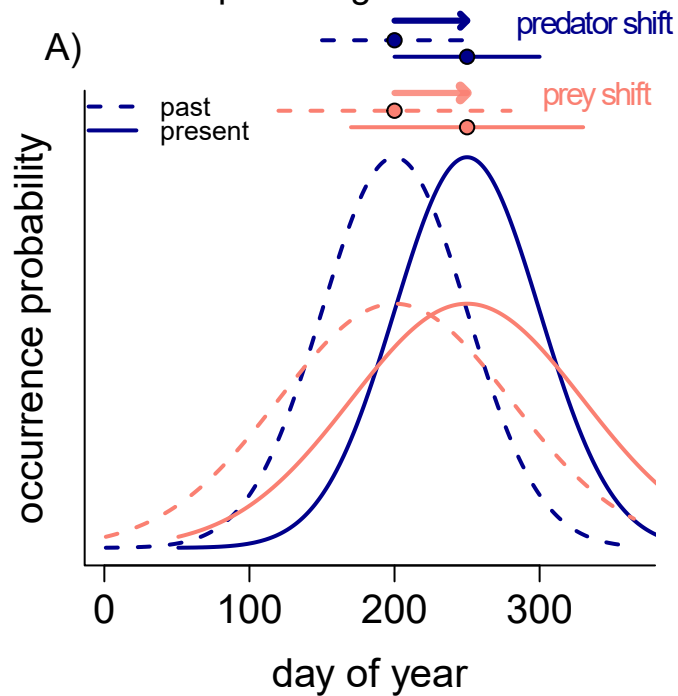 predator shift
A)
prey shift
past
present
occurrence probability
0 100 200 300
day of year